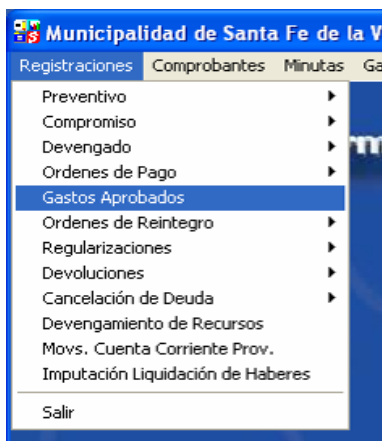 Municipalidad de Santa Fe de la V
Registraciones Comprobantes Minutas Ga
Preventivo
Compromiso
Devengado
Ordenes de Pago
Gastos Aprobados
Ordenes de Reintegro
Regularizaciones
Devoluciones
Cancelación de Deuda
Devengamiento de Recursos
Movs. Cuenta Corriente Prov.
Imputación Liquidación de Haberes
Salir